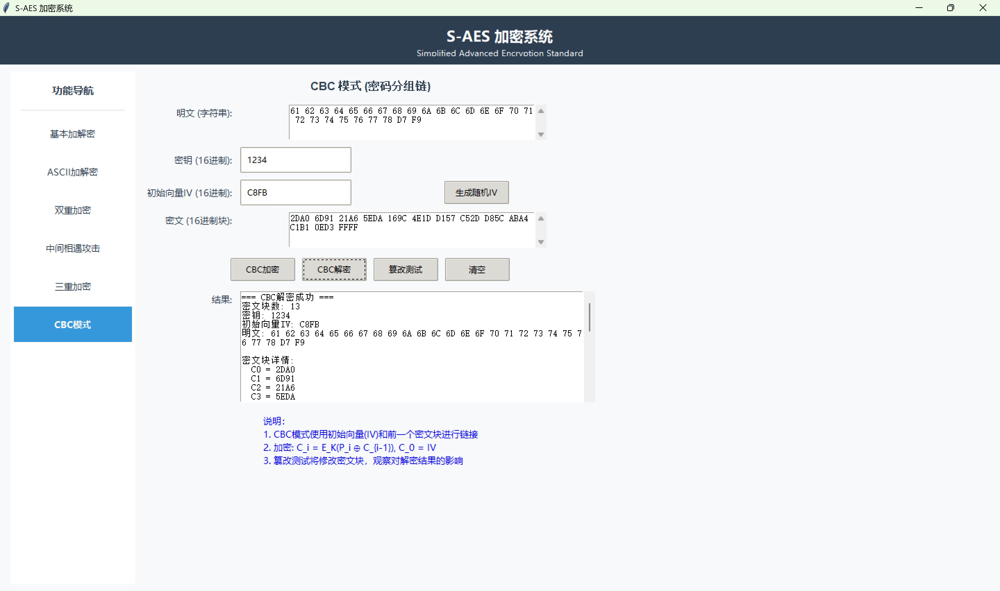 S-AES 加密系统
S-AES 加密系统
Simplified Advanced Encryption Standard
功能导航
基本加解密
ASCII加解密
双重加密
中间相遇攻击
三重加密
CBC模式
CBC 模式 (密码分组链)
明文 (字符串):
61 62 63 64 65 66 67 68 69 6A 6B 6C 6D 6E 6F 70 71
72 73 74 75 76 77 78 D7 F9
密钥 (16进制):
1234
初始向量IV (16进制):
C8FB
生成随机IV
密文 (16进制块):
2DA0 6D91 21A6 5EDA 169C 4E1D D157 C52D D85C ABA4
C1B1 0ED3 FFFF
CBC加密
CBC解密
篡改测试
清空
结果:
=== CBC解密成功 ===
密文块数: 13
密钥: 1234
初始向量IV: C8FB
明文: 61 62 63 64 65 66 67 68 69 6A 6B 6C 6D 6E 6F 70 71 72 73 74 75 7
6 77 78 D7 F9
密文块详情:
C0 = 2DA0
C1 = 6D91
C2 = 21A6
C3 = 5EDA
说明:
1. CBC模式使用初始向量(IV)和前一个密文块进行链接
2. 加密: C_i = E_K(P_i ⊕ C_{i-1}), C_0 = IV
3. 篡改测试将修改密文块，观察对解密结果的影响